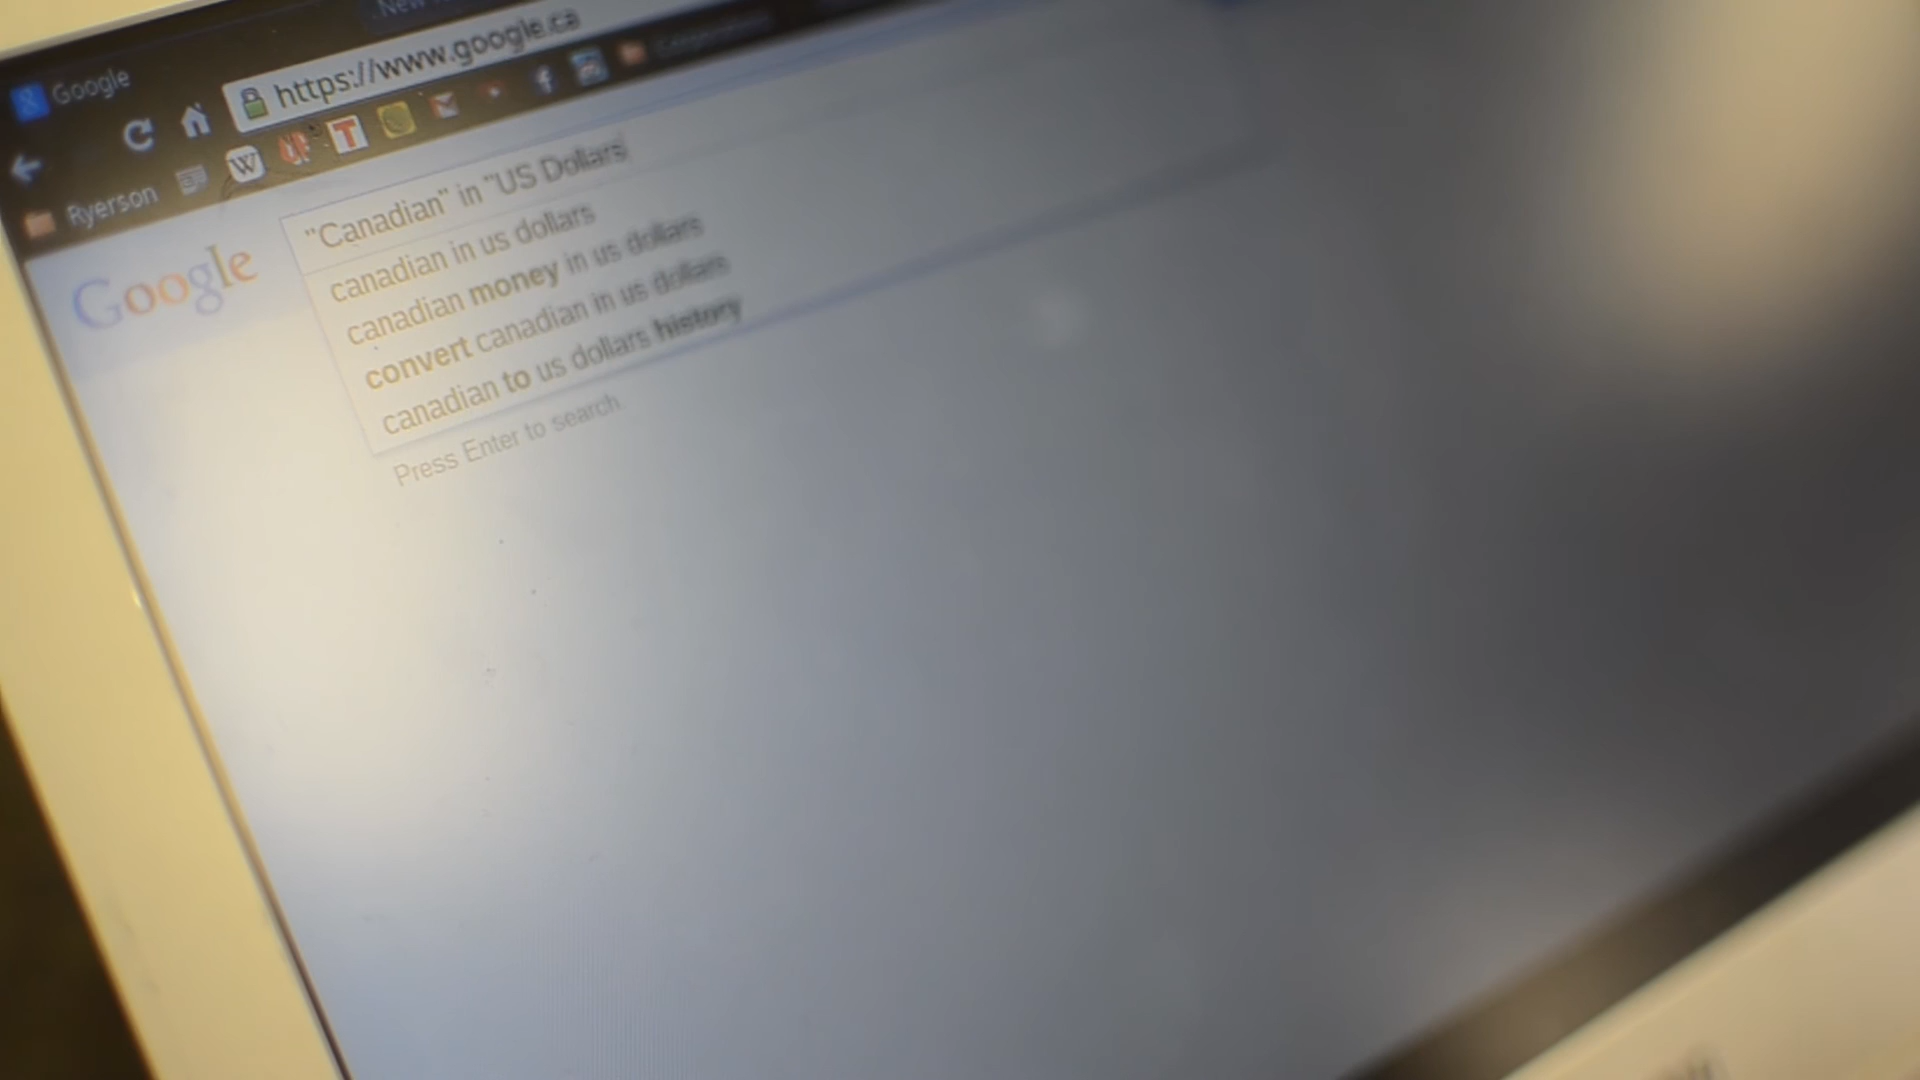 Google
https://www.google.ca
Ryerson
W
T
f
Google
"Canadian" in "US Dollars
canadian in us dollars
canadian money in us dollars
convert canadian in us dollars
canadian to us dollars history
Press Enter to search.